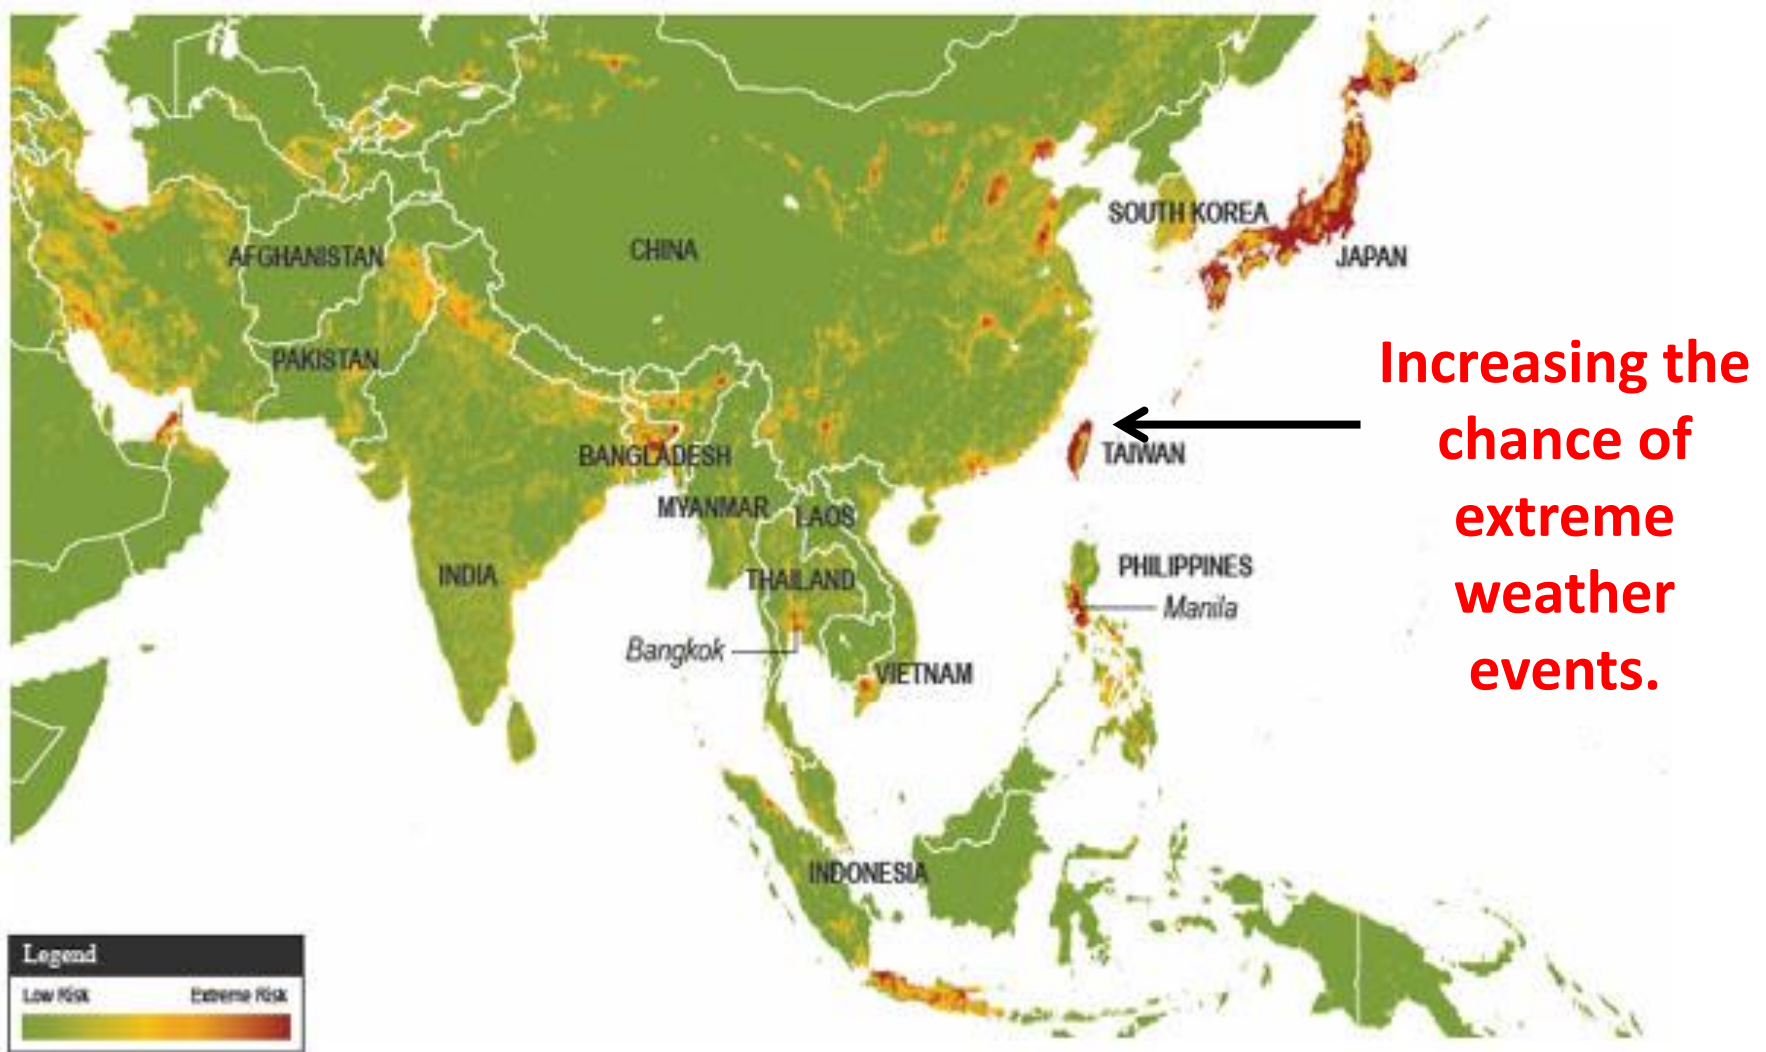 SOUTH KOREA
AFGHANISTAN
CHINA
JAPAN
PAKISTAN
Increasing the
chance of
extreme
weather
events.
BANGLADESH
TAIWAN
MYANMAR
LAOS
INDIA
THAILAND
PHILIPPINES
Manila
Bangkok
VIETNAM
INDONESIA
Legend
Low Risk
Extreme Risk